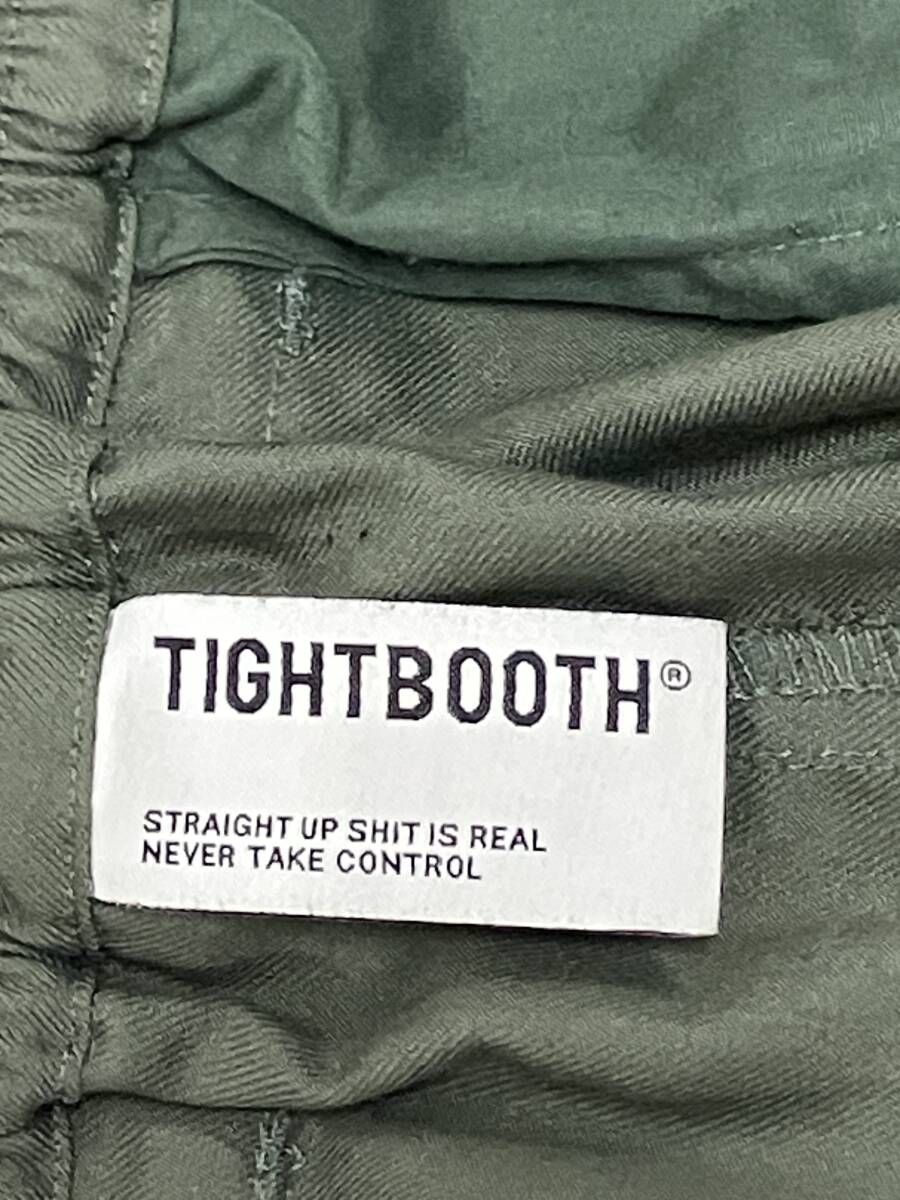 TIGHTBOOTH®
STRAIGHT UP SHIT IS REAL
NEVER TAKE CONTROL